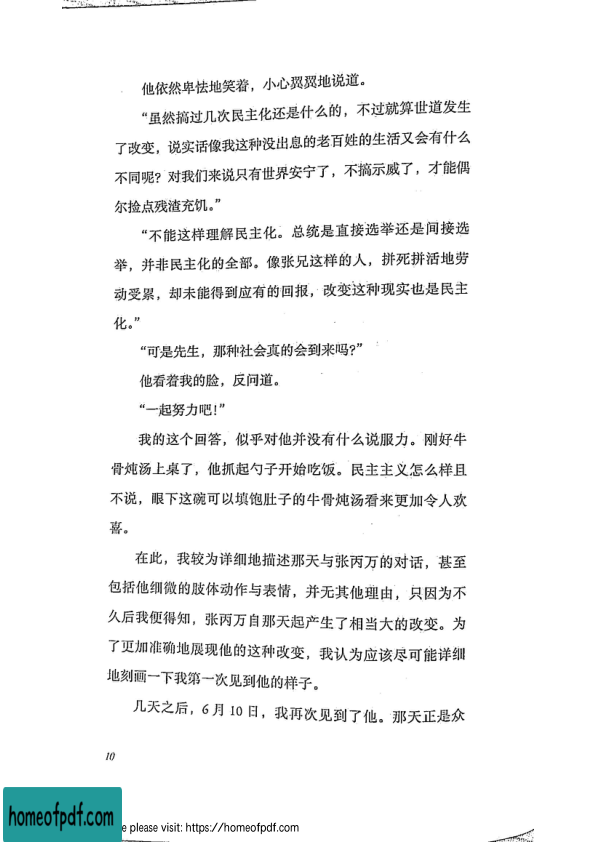 他依然卑怯地笑着，小心翼翼地说道。
“虽然搞过几次民主化还是什么的，不过就算世道发生
了改变，说实话像我这种没出息的老百姓的生活又会有什么
不同呢？对我们来说只有世界安宁了，不搞示威了，才能偶
尔捡点残渣充饥。”
“不能这样理解民主化。总统是直接选举还是间接选
举，并非民主化的全部。像张兄这样的人，拼死拼活地劳
动受累，却未能得到应有的回报，改变这种现实也是民主
化。”
“可是先生，那种社会真的会到来吗？”
他看着我的脸，反问道。
“一起努力吧！”
我的这个回答，似乎对他并没有什么说服力。刚好牛
骨炖汤上桌了，他抓起勺子开始吃饭。民主主义怎么样且
不说，眼下这碗可以填饱肚子的牛骨炖汤看来更加令人欢
喜。
在此，我较为详细地描述那天与张丙万的对话，甚至
包括他细微的肢体动作与表情，并无其他理由，只因为不
久后我便得知，张丙万自那天起产生了相当大的改变。为
了更加准确地展现他的这种改变，我认为应该尽可能详细
地刻画一下我第一次见到他的样子。
几天之后，6月10日，我再次见到了他。那天正是众
10
homeofpdf.com
e please visit: https://homeofpdf.com